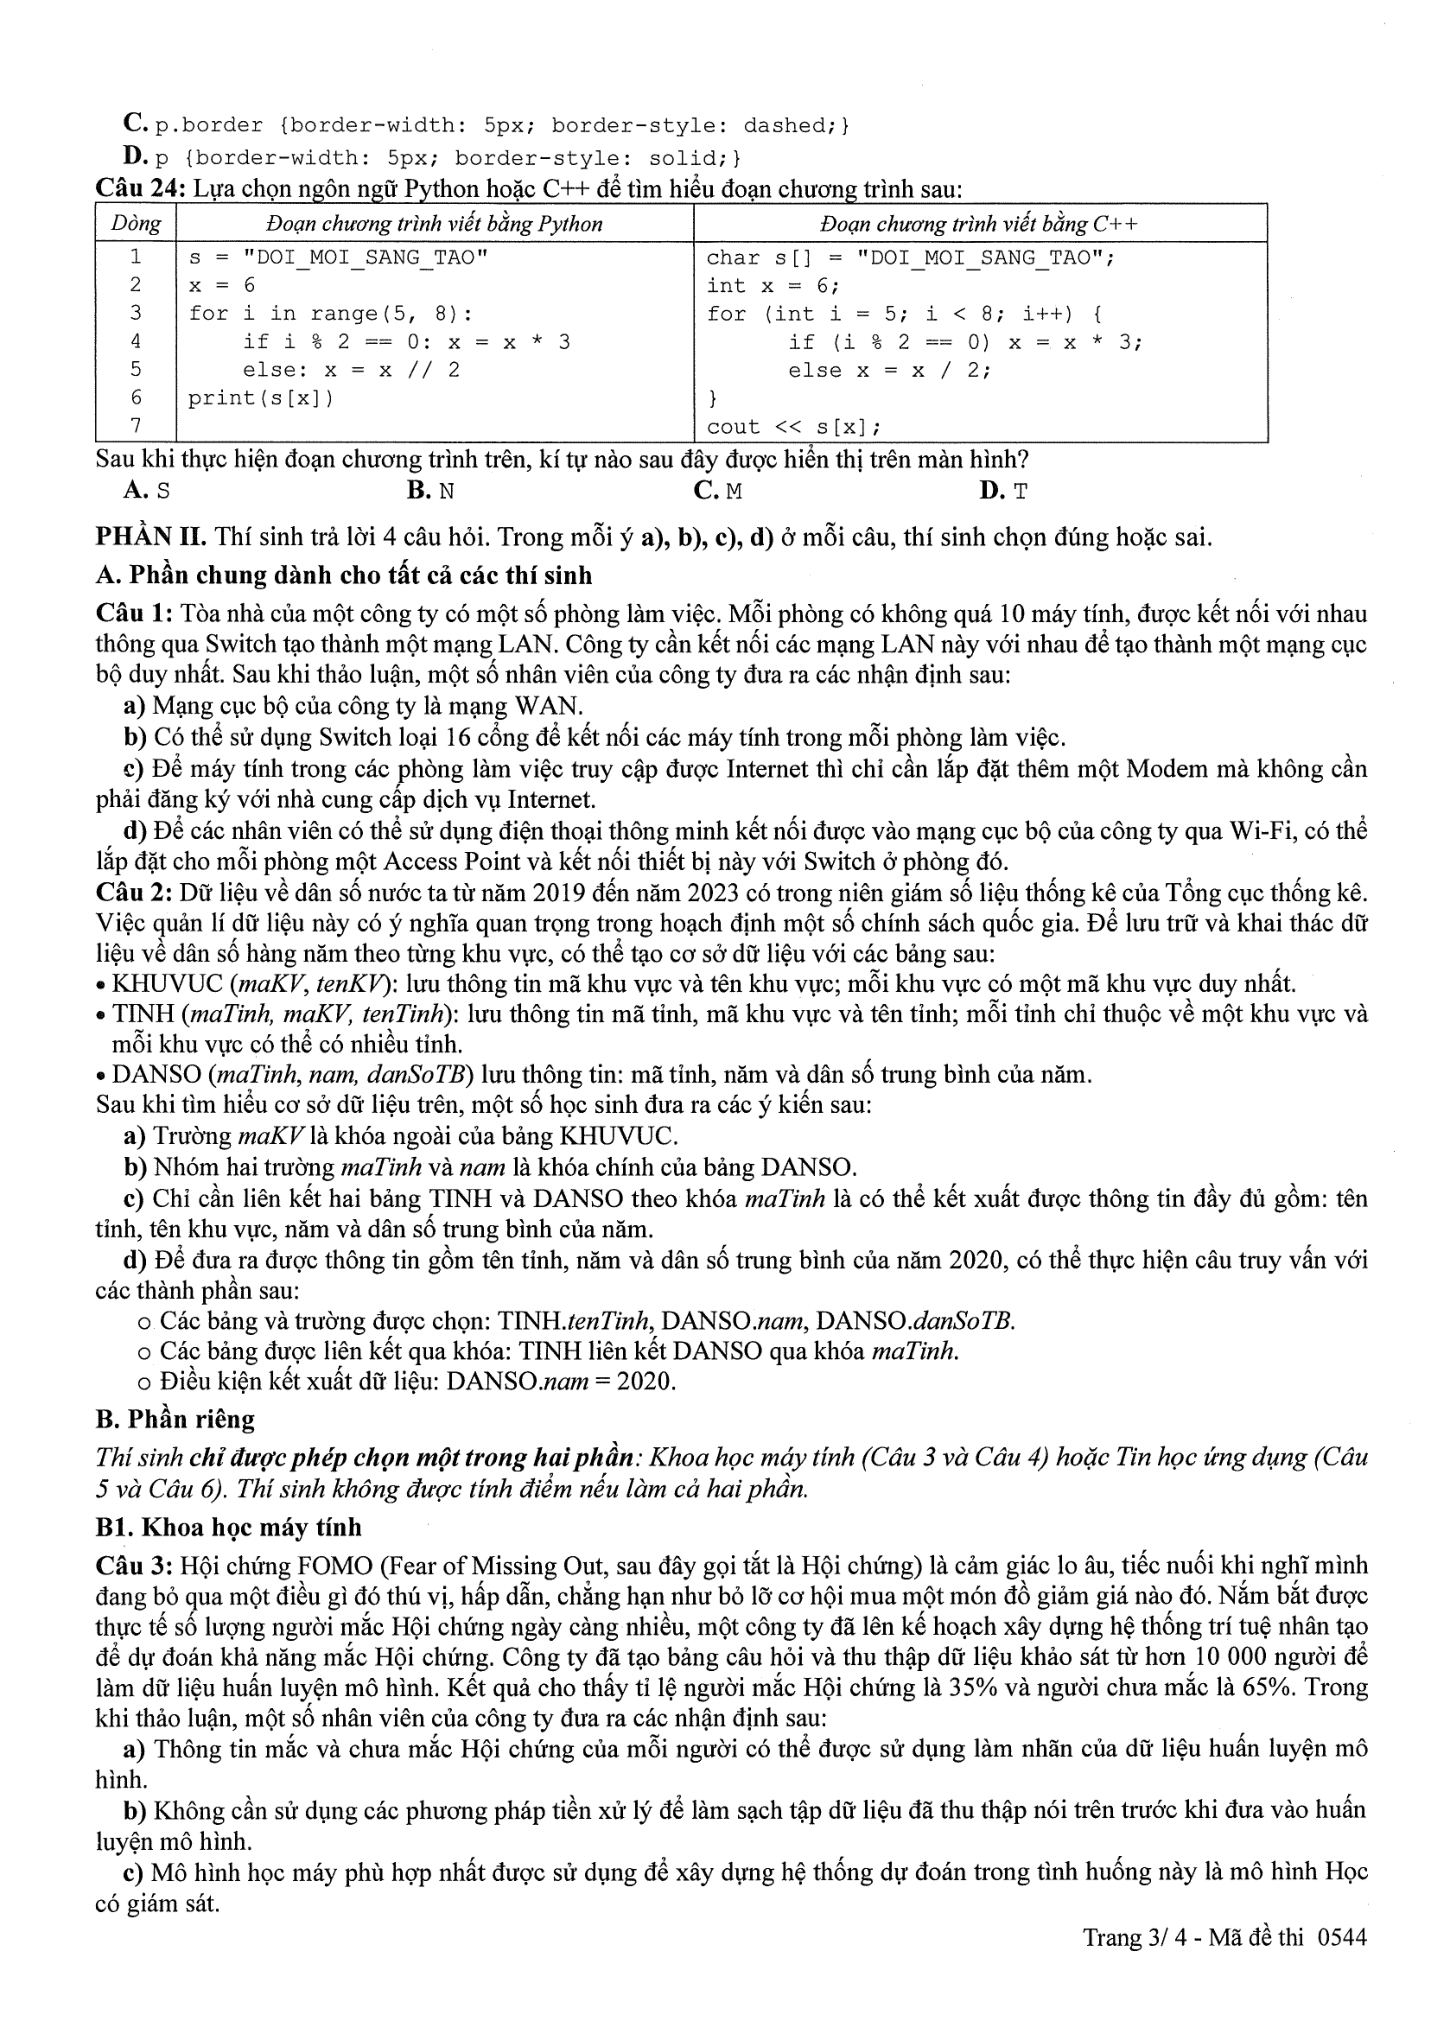 C. p.border {border-width: 5px; border-style: dashed;}
D. p {border-width: 5px; border-style: solid;}
Câu 24: Lựa chọn ngôn ngữ Python hoặc C++ để tìm hiểu đoạn chương trình sau:
Dòng Đoạn chương trình viết bằng Python Đoạn chương trình viết bằng C++
1 s = "DOI_MOI_SANG_TAO" char s[] = "DOI_MOI_SANG_TAO";
2 x = 6 int x = 6;
3 for i in range(5, 8): for (int i = 5; i < 8; i++) {
4 if i % 2 == 0: x = x * 3 if (i % 2 == 0) x = x * 3;
5 else: x = x // 2 else x = x / 2;
6 print(s[x]) }
7 cout << s[x];
Sau khi thực hiện đoạn chương trình trên, kí tự nào sau đây được hiển thị trên màn hình?
A. S B. N C. M D. T
PHẦN II. Thí sinh trả lời 4 câu hỏi. Trong mỗi ý a), b), c), d) ở mỗi câu, thí sinh chọn đúng hoặc sai.
A. Phần chung dành cho tất cả các thí sinh
Câu 1: Tòa nhà của một công ty có một số phòng làm việc. Mỗi phòng có không quá 10 máy tính, được kết nối với nhau
thông qua Switch tạo thành một mạng LAN. Công ty cần kết nối các mạng LAN này với nhau để tạo thành một mạng cục
bộ duy nhất. Sau khi thảo luận, một số nhân viên của công ty đưa ra các nhận định sau:
a) Mạng cục bộ của công ty là mạng WAN.
b) Có thể sử dụng Switch loại 16 cổng để kết nối các máy tính trong mỗi phòng làm việc.
c) Để máy tính trong các phòng làm việc truy cập được Internet thì chỉ cần lắp đặt thêm một Modem mà không cần
phải đăng ký với nhà cung cấp dịch vụ Internet.
d) Để các nhân viên có thể sử dụng điện thoại thông minh kết nối được vào mạng cục bộ của công ty qua Wi-Fi, có thể
lắp đặt cho mỗi phòng một Access Point và kết nối thiết bị này với Switch ở phòng đó.
Câu 2: Dữ liệu về dân số nước ta từ năm 2019 đến năm 2023 có trong niên giám số liệu thống kê của Tổng cục thống kê.
Việc quản lí dữ liệu này có ý nghĩa quan trọng trong hoạch định một số chính sách quốc gia. Để lưu trữ và khai thác dữ
liệu về dân số hàng năm theo từng khu vực, có thể tạo cơ sở dữ liệu với các bảng sau:
• KHUVUC (maKV, tenKV): lưu thông tin mã khu vực và tên khu vực; mỗi khu vực có một mã khu vực duy nhất.
• TINH (maTinh, maKV, tenTinh): lưu thông tin mã tỉnh, mã khu vực và tên tỉnh; mỗi tỉnh chỉ thuộc về một khu vực và
mỗi khu vực có thể có nhiều tỉnh.
• DANSO (maTinh, nam, danSoTB) lưu thông tin: mã tỉnh, năm và dân số trung bình của năm.
Sau khi tìm hiểu cơ sở dữ liệu trên, một số học sinh đưa ra các ý kiến sau:
a) Trường maKV là khóa ngoài của bảng KHUVUC.
b) Nhóm hai trường maTinh và nam là khóa chính của bảng DANSO.
c) Chỉ cần liên kết hai bảng TINH và DANSO theo khóa maTinh là có thể kết xuất được thông tin đầy đủ gồm: tên
tỉnh, tên khu vực, năm và dân số trung bình của năm.
d) Để đưa ra được thông tin gồm tên tỉnh, năm và dân số trung bình của năm 2020, có thể thực hiện câu truy vấn với
các thành phần sau:
o Các bảng và trường được chọn: TINH.tenTinh, DANSO.nam, DANSO.danSoTB.
o Các bảng được liên kết qua khóa: TINH liên kết DANSO qua khóa maTinh.
o Điều kiện kết xuất dữ liệu: DANSO.nam = 2020.
B. Phần riêng
Thí sinh chỉ được phép chọn một trong hai phần: Khoa học máy tính (Câu 3 và Câu 4) hoặc Tin học ứng dụng (Câu
5 và Câu 6). Thí sinh không được tính điểm nếu làm cả hai phần.
B1. Khoa học máy tính
Câu 3: Hội chứng FOMO (Fear of Missing Out, sau đây gọi tắt là Hội chứng) là cảm giác lo âu, tiếc nuối khi nghĩ mình
đang bỏ qua một điều gì đó thú vị, hấp dẫn, chẳng hạn như bỏ lỡ cơ hội mua một món đồ giảm giá nào đó. Nắm bắt được
thực tế số lượng người mắc Hội chứng ngày càng nhiều, một công ty đã lên kế hoạch xây dựng hệ thống trí tuệ nhân tạo
để dự đoán khả năng mắc Hội chứng. Công ty đã tạo bảng câu hỏi và thu thập dữ liệu khảo sát từ hơn 10 000 người để
làm dữ liệu huấn luyện mô hình. Kết quả cho thấy tỉ lệ người mắc Hội chứng là 35% và người chưa mắc là 65%. Trong
khi thảo luận, một số nhân viên của công ty đưa ra các nhận định sau:
a) Thông tin mắc và chưa mắc Hội chứng của mỗi người có thể được sử dụng làm nhãn của dữ liệu huấn luyện mô
hình.
b) Không cần sử dụng các phương pháp tiền xử lý để làm sạch tập dữ liệu đã thu thập nói trên trước khi đưa vào huấn
luyện mô hình.
c) Mô hình học máy phù hợp nhất được sử dụng để xây dựng hệ thống dự đoán trong tình huống này là mô hình Học
có giám sát.
Trang 3/ 4 - Mã đề thi 0544